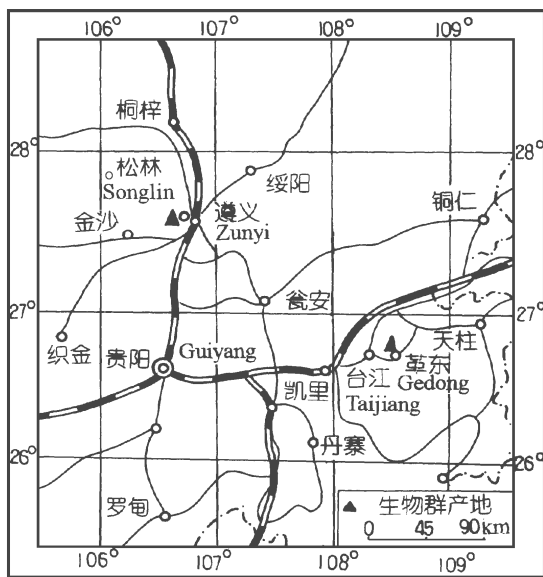 106° 107° 108° 109°
桐梓
28° 28°
松林
Songlin
绥阳
铜仁
金沙
遵义
Zunyi
27° 27°
瓮安
天柱
织金
贵阳
Guiyang
凯里
台江
Taijiang
革东
Gedong
丹寨
26° 26°
罗甸
▲ 生物群产地
0 45 90km
106° 107° 108° 109°